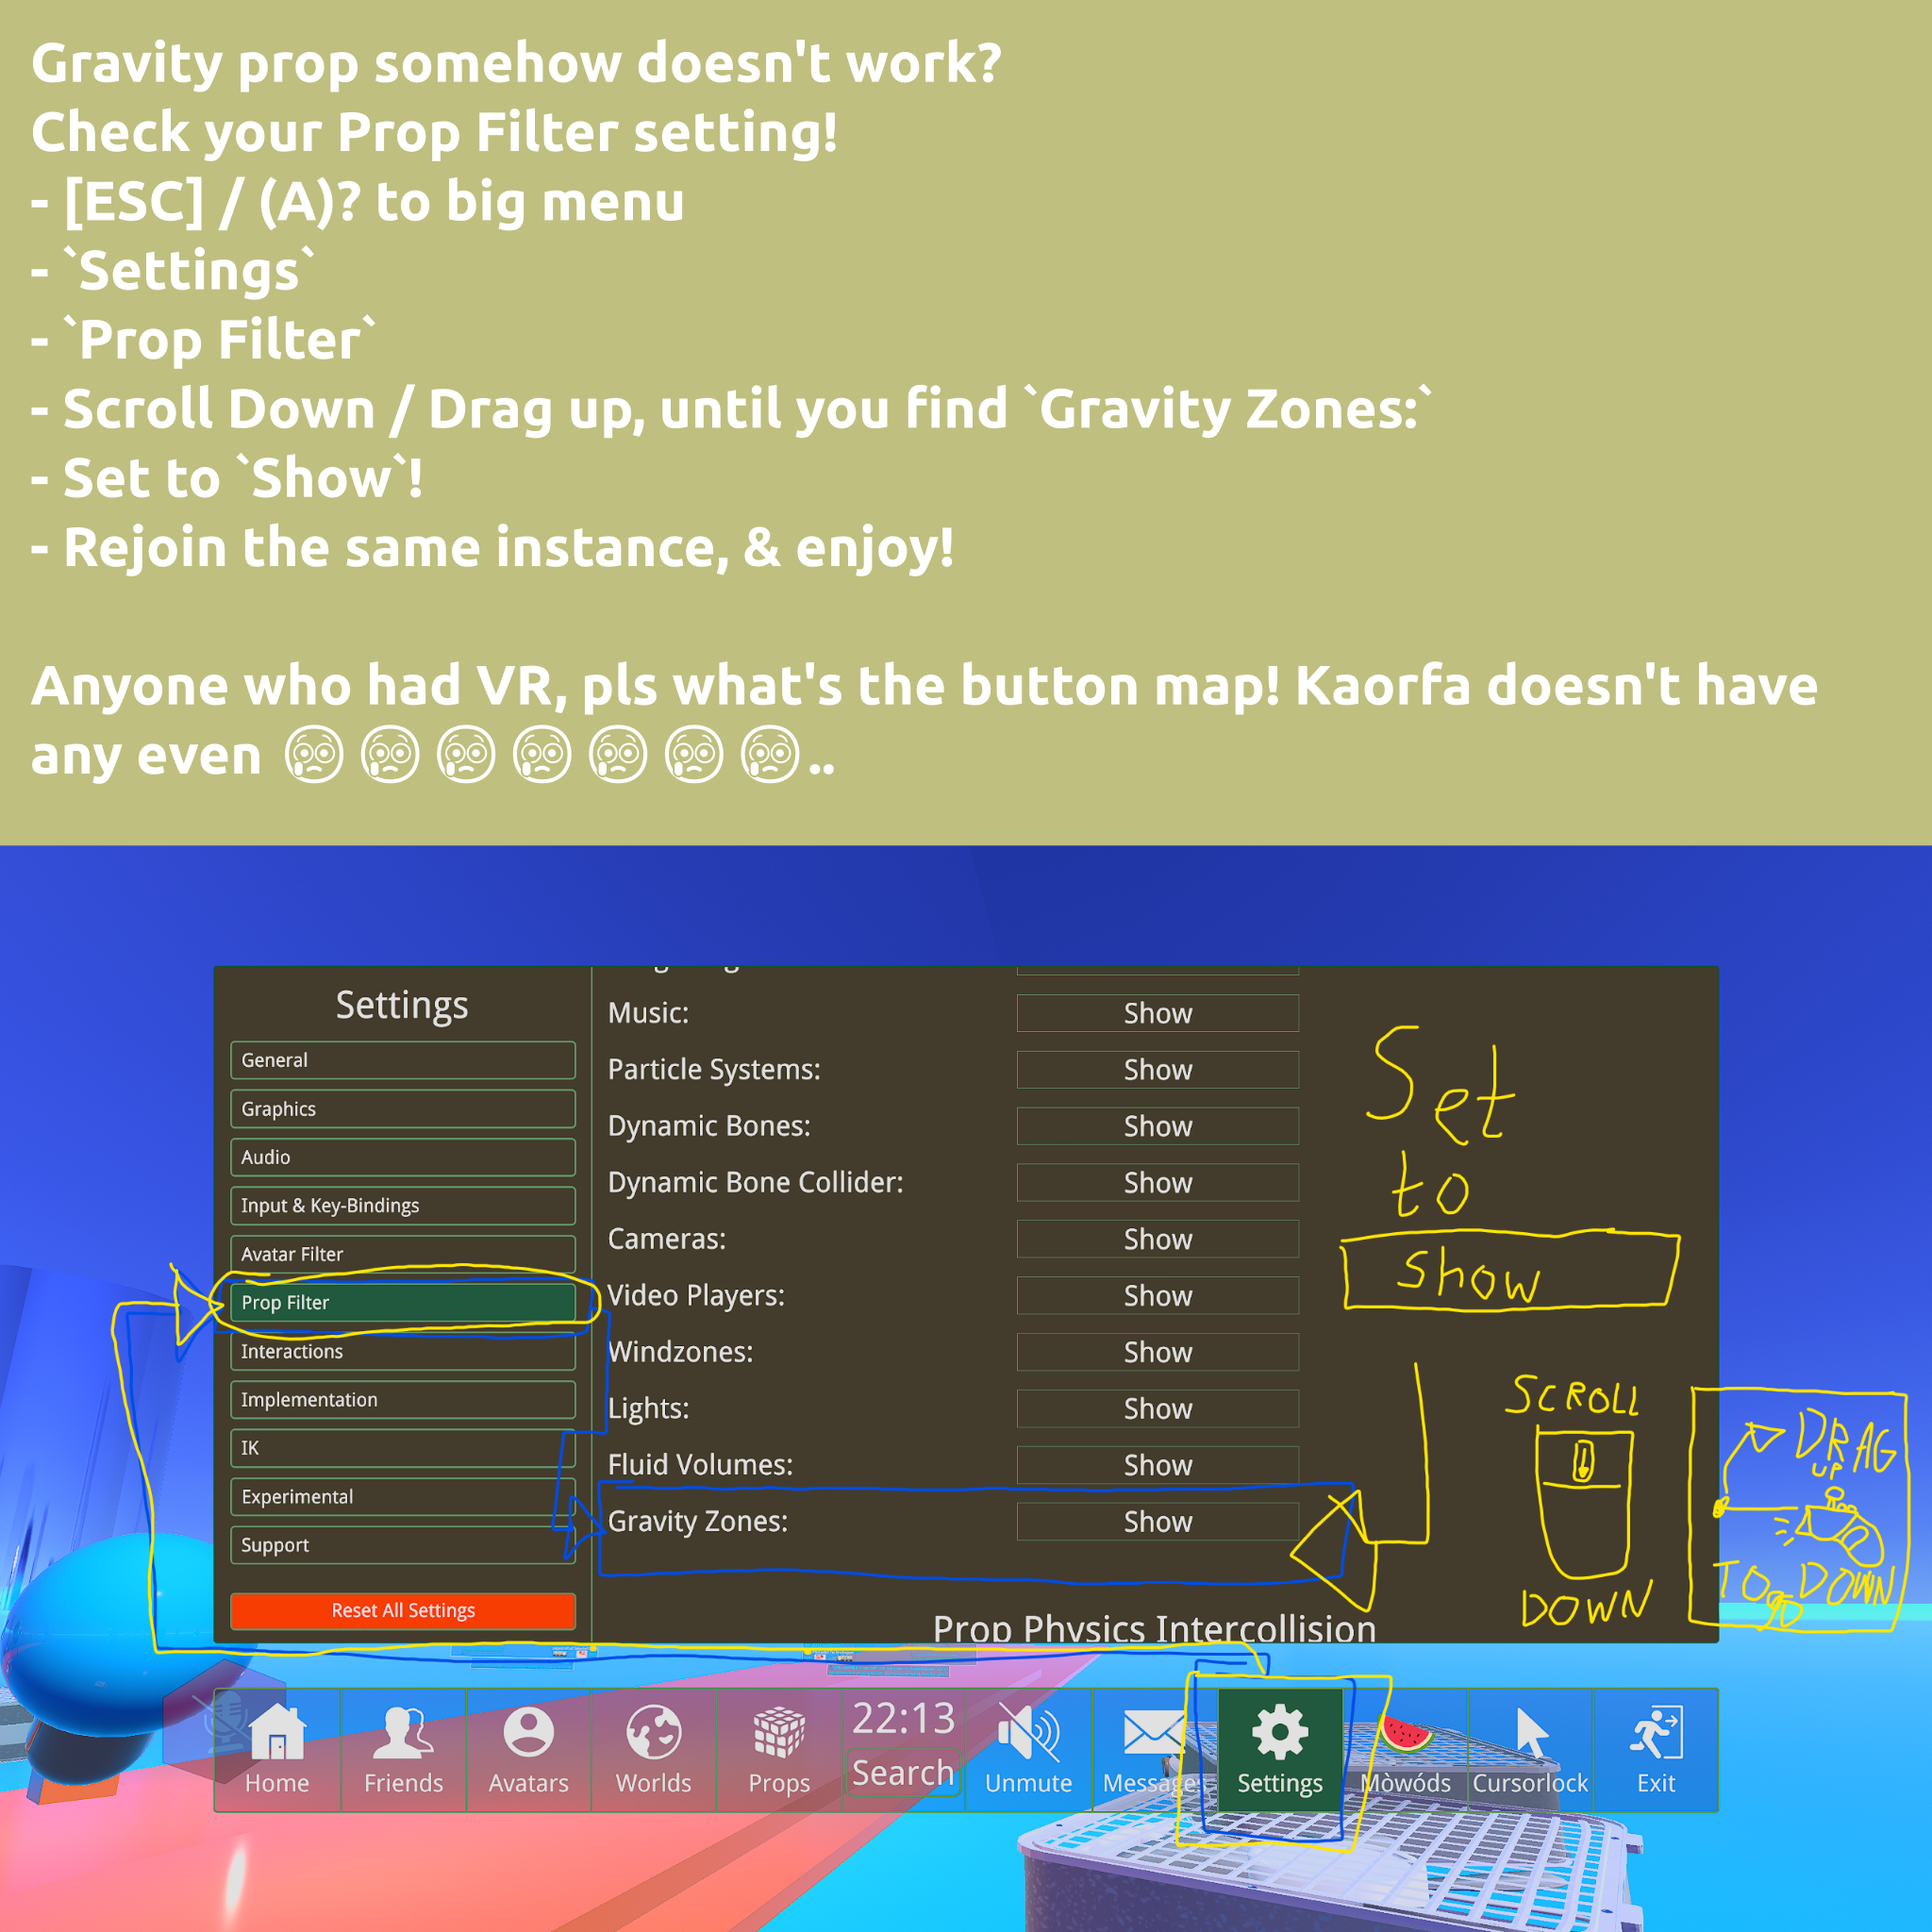 Gravity prop somehow doesn't work?
Check your Prop Filter setting!
- [ESC] / (A)? to big menu
- `Settings`
- `Prop Filter`
- Scroll Down / Drag up, until you find `Gravity Zones:`
- Set to `Show`!
- Rejoin the same instance, & enjoy!
Anyone who had VR, pls what's the button map! Kaorfa doesn't have
any even 🥲🥲🥲🥲🥲🥲🥲..
Settings
General
Graphics
Audio
Input & Key-Bindings
Avatar Filter
Prop Filter
Interactions
Implementation
IK
Experimental
Support
Reset All Settings
Music: Show
Particle Systems: Show
Dynamic Bones: Show
Dynamic Bone Collider: Show
Cameras: Show
Video Players: Show
Windzones: Show
Lights: Show
Fluid Volumes: Show
Gravity Zones: Show
Prop Physics Intercollision
Set
to
Show
SCROLL
DOWN
DRAG
UP
TO
go
DOWN
Home
Friends
Avatars
Worlds
Props
22:13
Search
Unmute
Messages
Settings
Mòwóds
Cursorlock
Exit